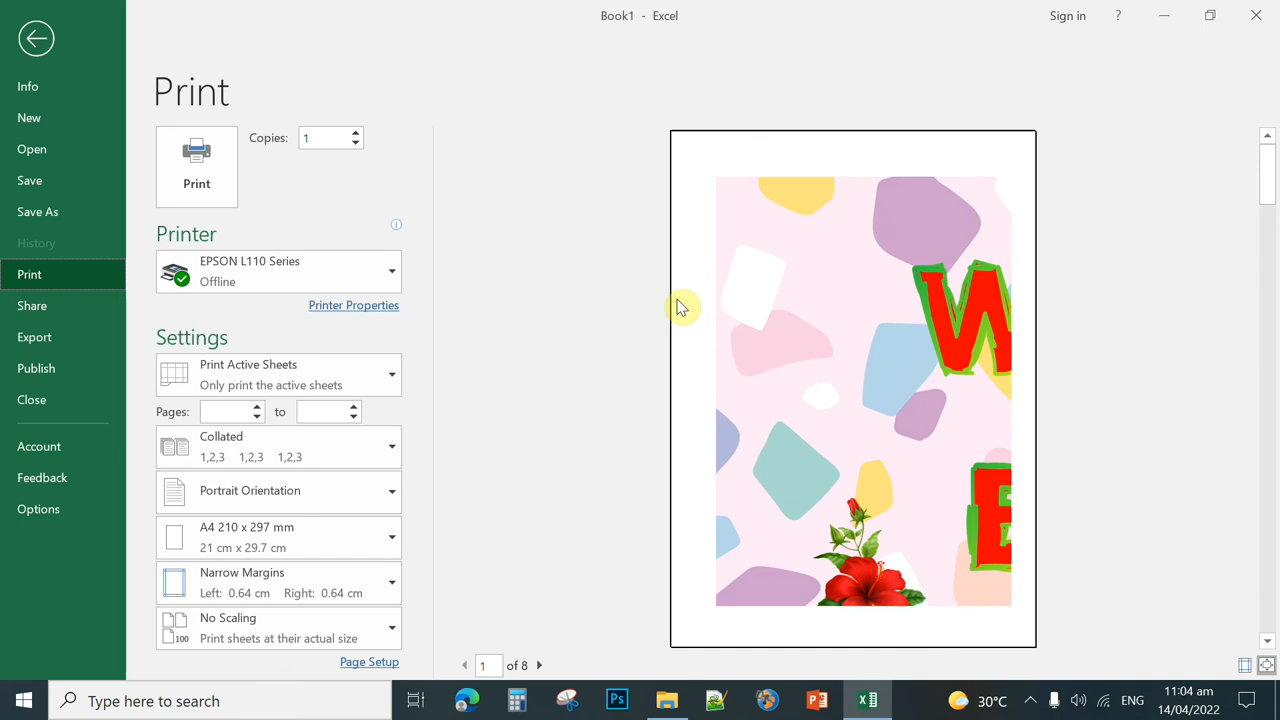 Book1 - Excel
Sign in
?
Info
New
Open
Save
Save As
History
Print
Share
Export
Publish
Close
Account
Feedback
Options
Print
Print
Copies: 1
Printer
EPSON L110 Series
Offline
Printer Properties
Settings
Print Active Sheets
Only print the active sheets
Pages: to
Collated
1,2,3 1,2,3 1,2,3
Portrait Orientation
A4 210 x 297 mm
21 cm x 29.7 cm
Narrow Margins
Left: 0.64 cm Right: 0.64 cm
No Scaling
100
Print sheets at their actual size
Page Setup
W
E
1 of 8
Type here to search
Ps
30°C
ENG
11:04 am
14/04/2022